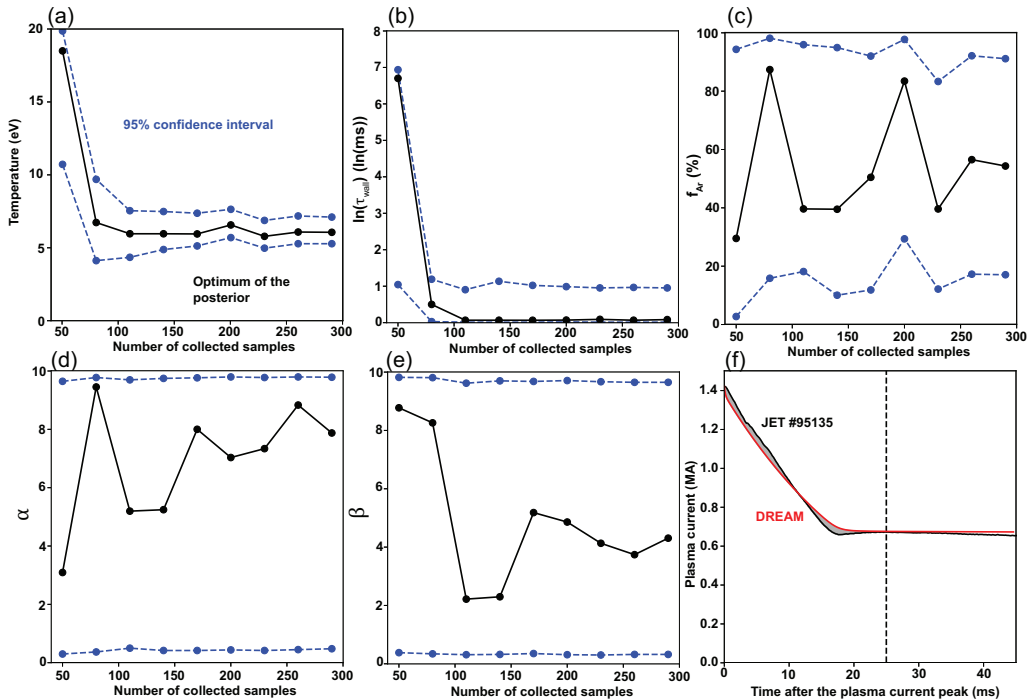 (a)
20
15
10
5
0
Temperature (eV)
95% confidence interval
Optimum of the
posterior
50 100 150 200 250 300
Number of collected samples
(b)
8
7
6
5
4
3
2
1
0
ln(τwall) (ln(ms))
50 100 150 200 250 300
Number of collected samples
(c)
100
80
60
40
20
0
fAr (%)
50 100 150 200 250 300
Number of collected samples
(d)
10
8
6
4
2
0
α
50 100 150 200 250 300
Number of collected samples
(e)
10
8
6
4
2
0
β
50 100 150 200 250 300
Number of collected samples
(f)
1.4
1.2
1.0
0.8
0.6
0.4
0.2
0.0
Plasma current (MA)
JET #95135
DREAM
0 10 20 30 40
Time after the plasma current peak (ms)